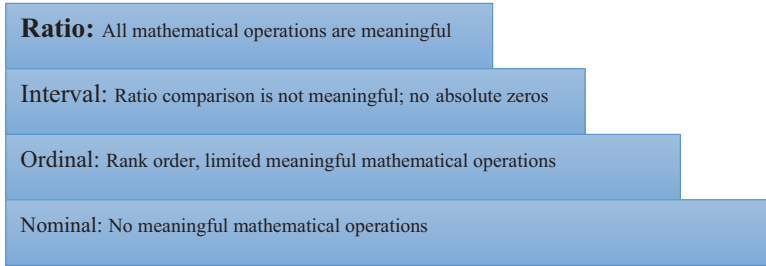 Ratio: All mathematical operations are meaningful
Interval: Ratio comparison is not meaningful; no absolute zeros
Ordinal: Rank order, limited meaningful mathematical operations
Nominal: No meaningful mathematical operations